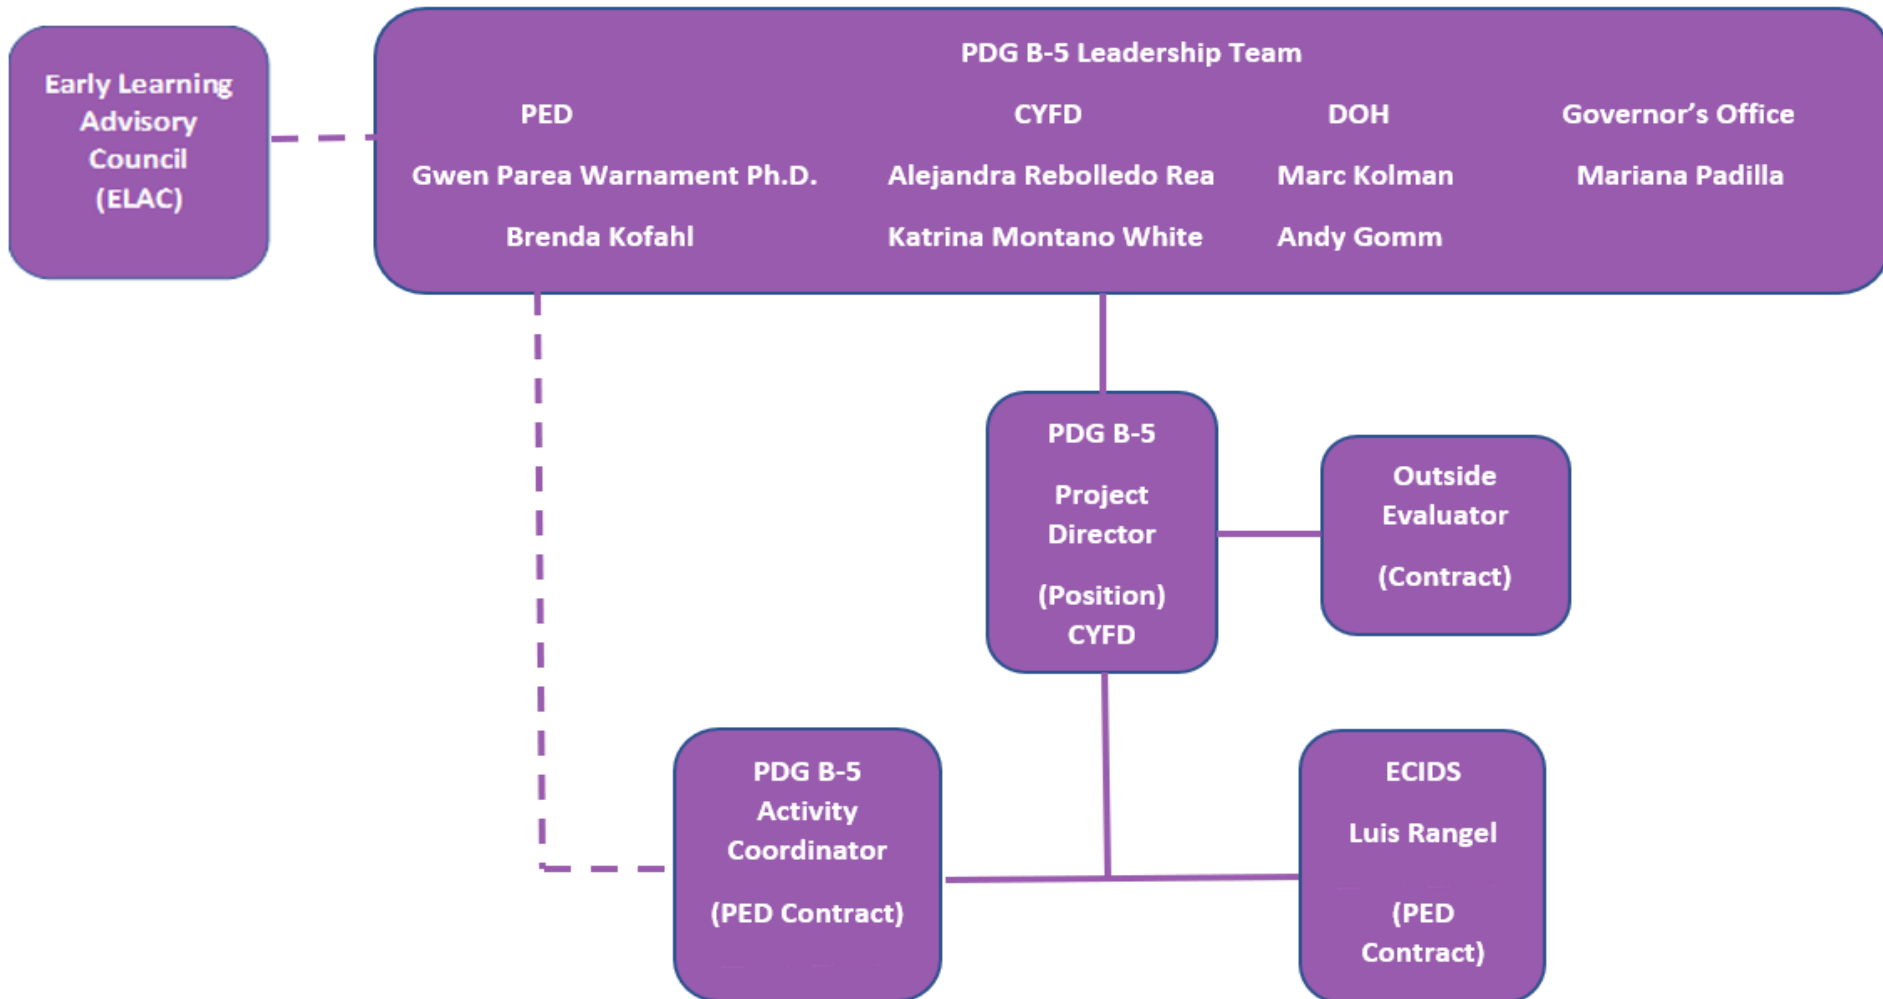 Early Learning
Advisory
Council
(ELAC)
PDG B-5 Leadership Team
PED CYFD DOH Governor’s Office
Gwen Parea Warnament Ph.D. Alejandra Rebolledo Rea Marc Kolman Mariana Padilla
Brenda Kofahl Katrina Montano White Andy Gomm
PDG B-5
Project
Director
(Position)
CYFD
Outside
Evaluator
(Contract)
PDG B-5
Activity
Coordinator
(PED Contract)
ECIDS
Luis Rangel
(PED
Contract)